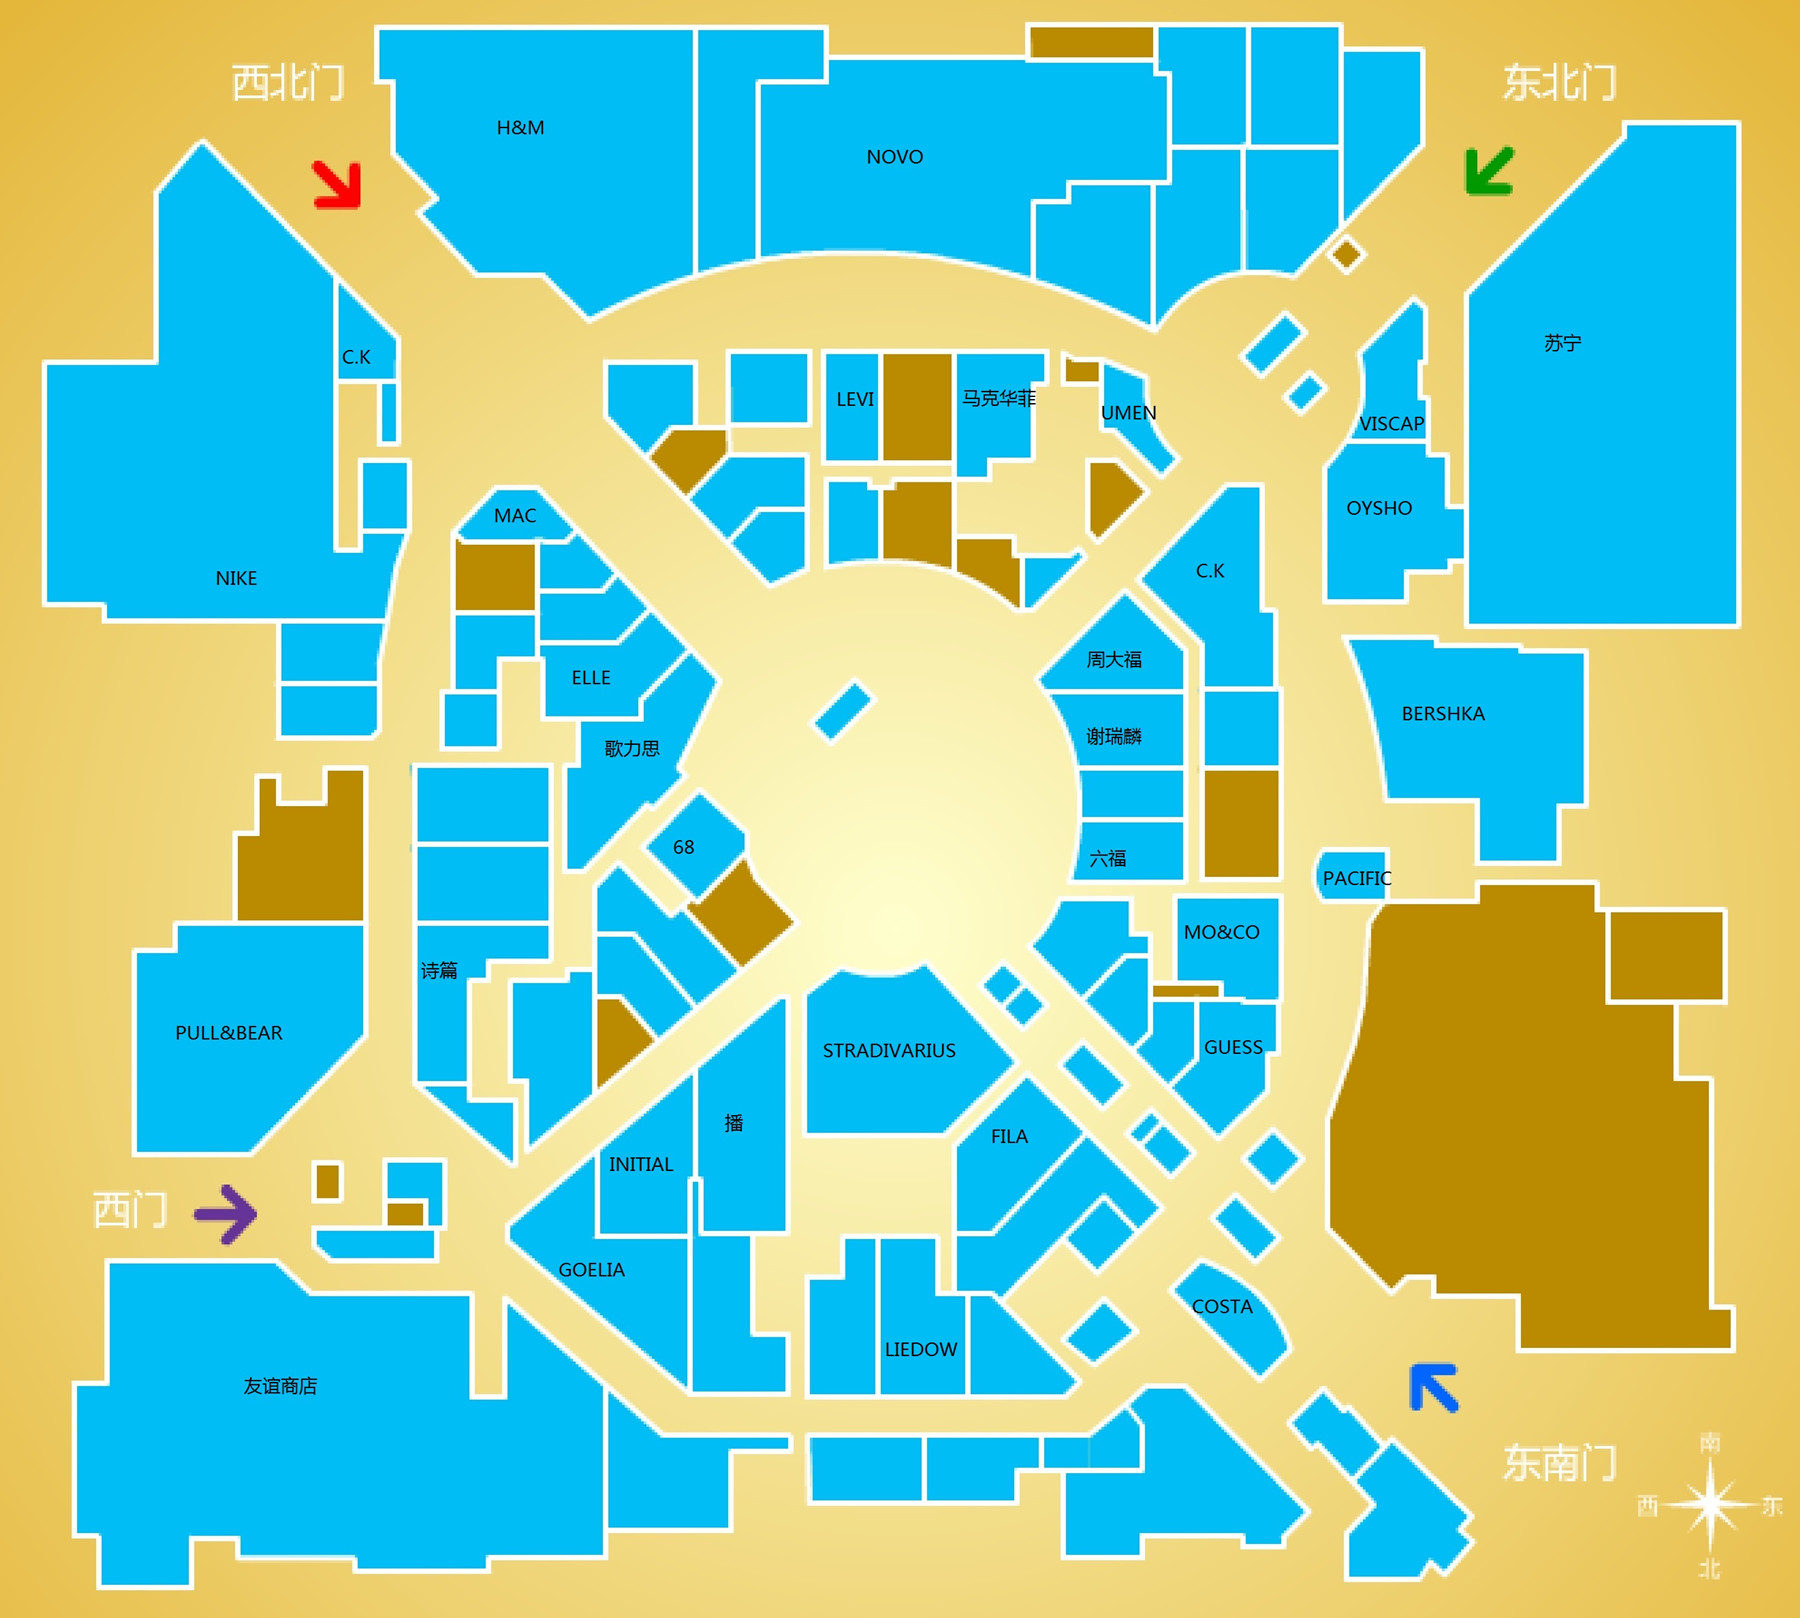 西北门
东北门
H&M
NOVO
苏宁
C.K
LEVI
马克华菲
UMEN
VISCAP
MAC
OYSHO
NIKE
C.K
ELLE
周大福
BERSHKA
谢瑞麟
歌力思
68
六福
PACIFIC
MO&CO
诗篇
PULL&BEAR
STRADIVARIUS
GUESS
播
FILA
INITIAL
西门
GOELIA
COSTA
LIEDOW
友谊商店
东南门
南
西
东
北